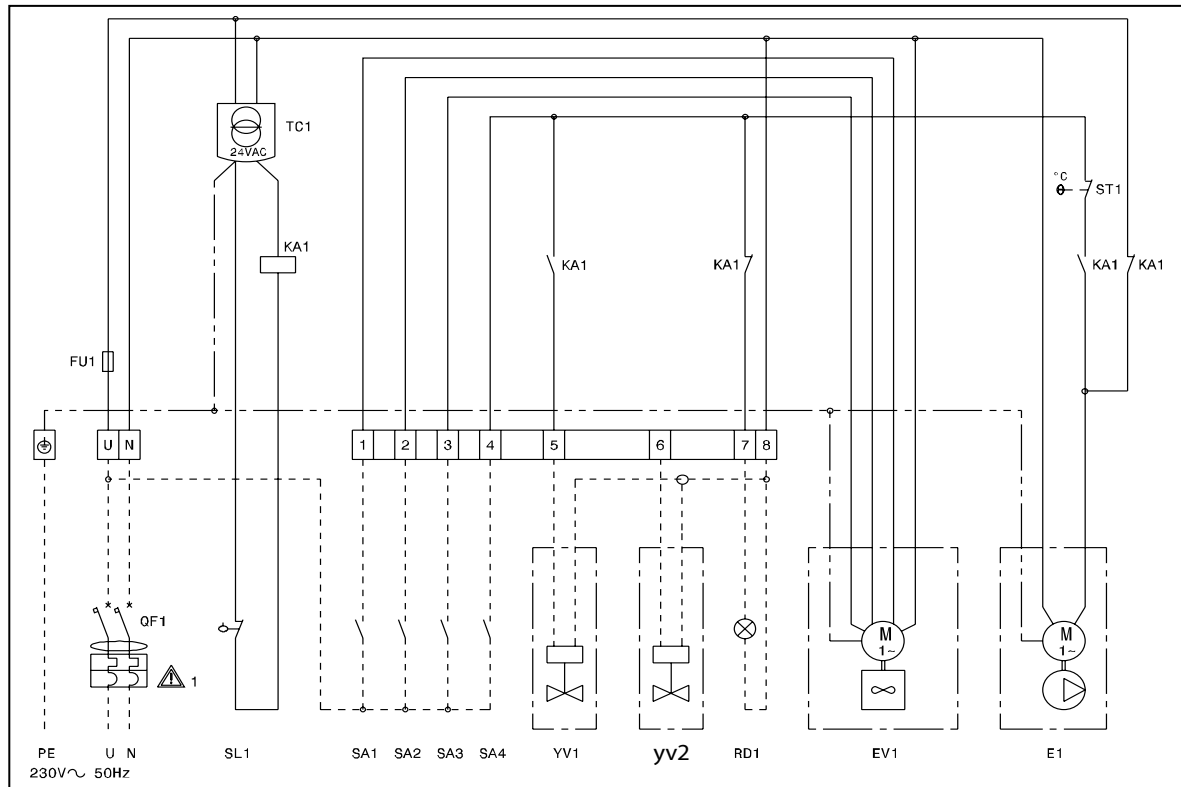 TC1
24VAC
°C
ST1
KA1
KA1
KA1
KA1
KA1
FU1
U N
1 2 3 4 5 6 7 8
QF1
1
M
1~
M
1~
PE U N SL1 SA1 SA2 SA3 SA4 YV1 yv2 RD1 EV1 E1
230V~ 50Hz